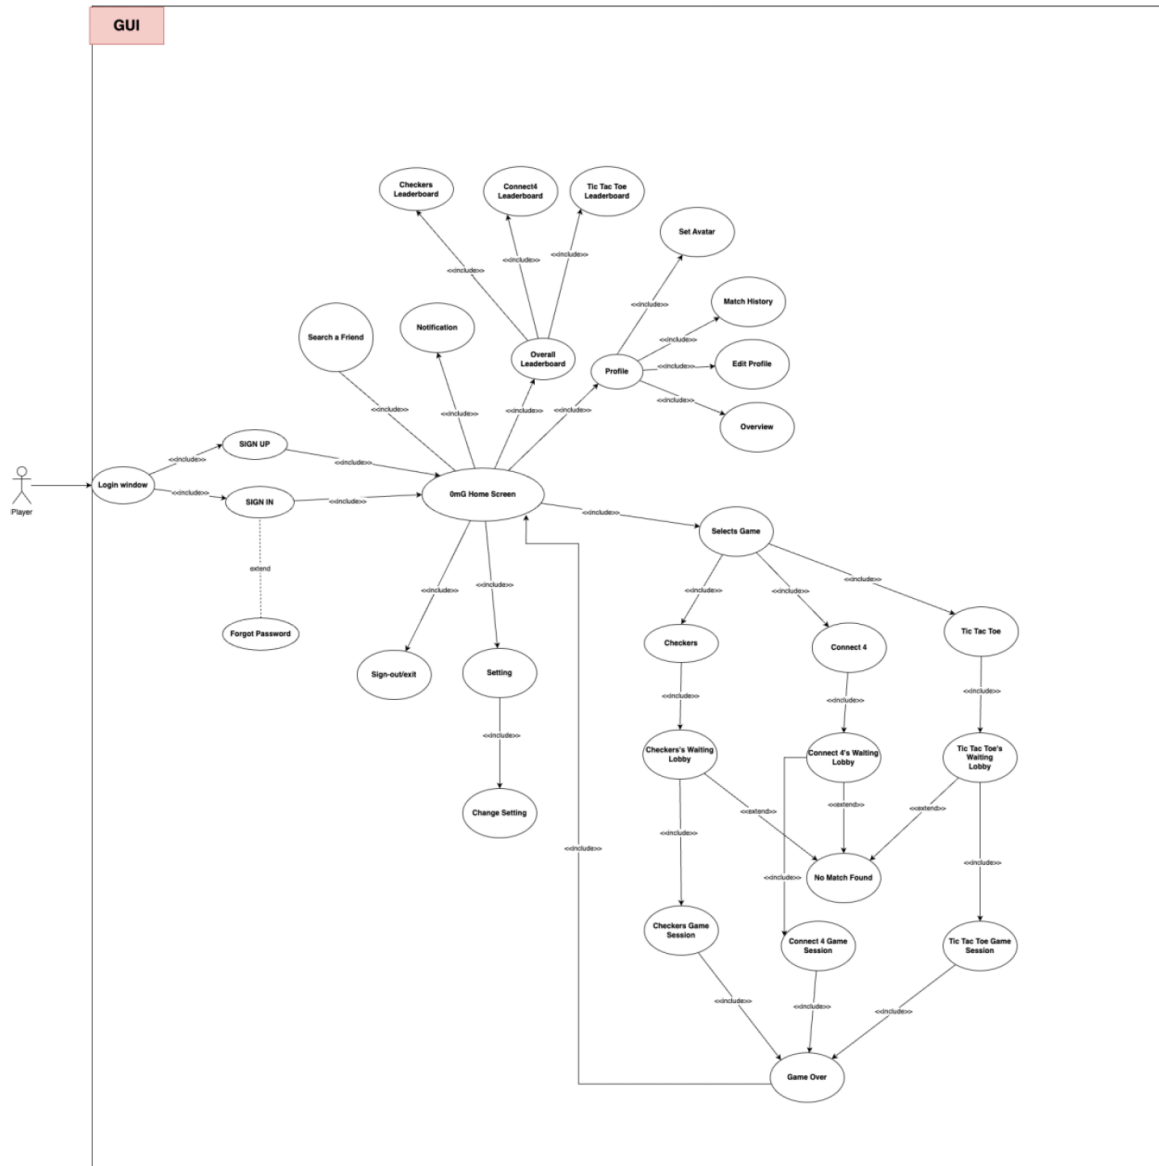 GUI
Checkers
Leaderboard
Connect4
Leaderboard
Tic Tac Toe
Leaderboard
Set Avatar
<<include>>
<<include>>
<<include>>
<<include>>
Match History
Search a Friend
Notification
<<include>>
Overall
Leaderboard
Profile
<<include>>
Edit Profile
<<include>>
<<include>>
<<include>>
<<include>>
<<include>>
Overview
SIGN UP
<<include>>
<<include>>
Player
Login window
<<include>>
SIGN IN
<<include>>
0mG Home Screen
<<include>>
Selects Game
extend
<<include>>
<<include>>
<<include>>
<<include>>
<<include>>
Forgot Password
Checkers
Connect 4
Tic Tac Toe
Sign-out/exit
Setting
<<include>>
<<include>>
<<include>>
<<include>>
Checkers's Waiting
Lobby
Connect 4's Waiting
Lobby
Tic Tac Toe's
Waiting
Lobby
Change Setting
<<extend>>
<<extend>>
<<extend>>
<<include>>
<<include>>
<<include>>
<<include>>
No Match Found
Checkers Game
Session
Connect 4 Game
Session
Tic Tac Toe Game
Session
<<include>>
<<include>>
<<include>>
Game Over